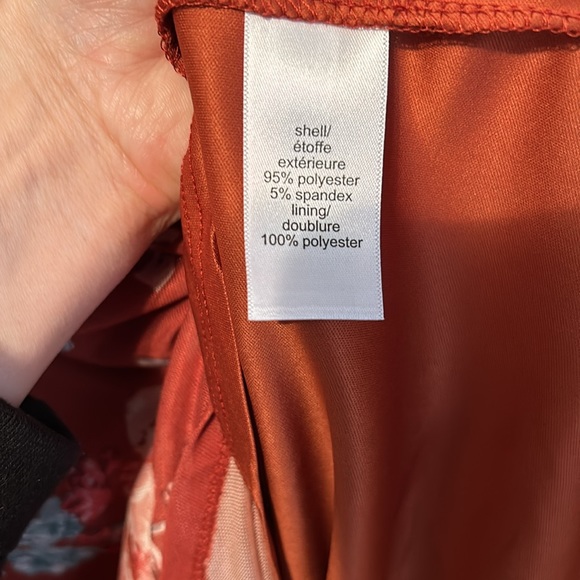 shell/
étoffe
extérieure
95% polyester
5% spandex
lining/
doublure
100% polyester